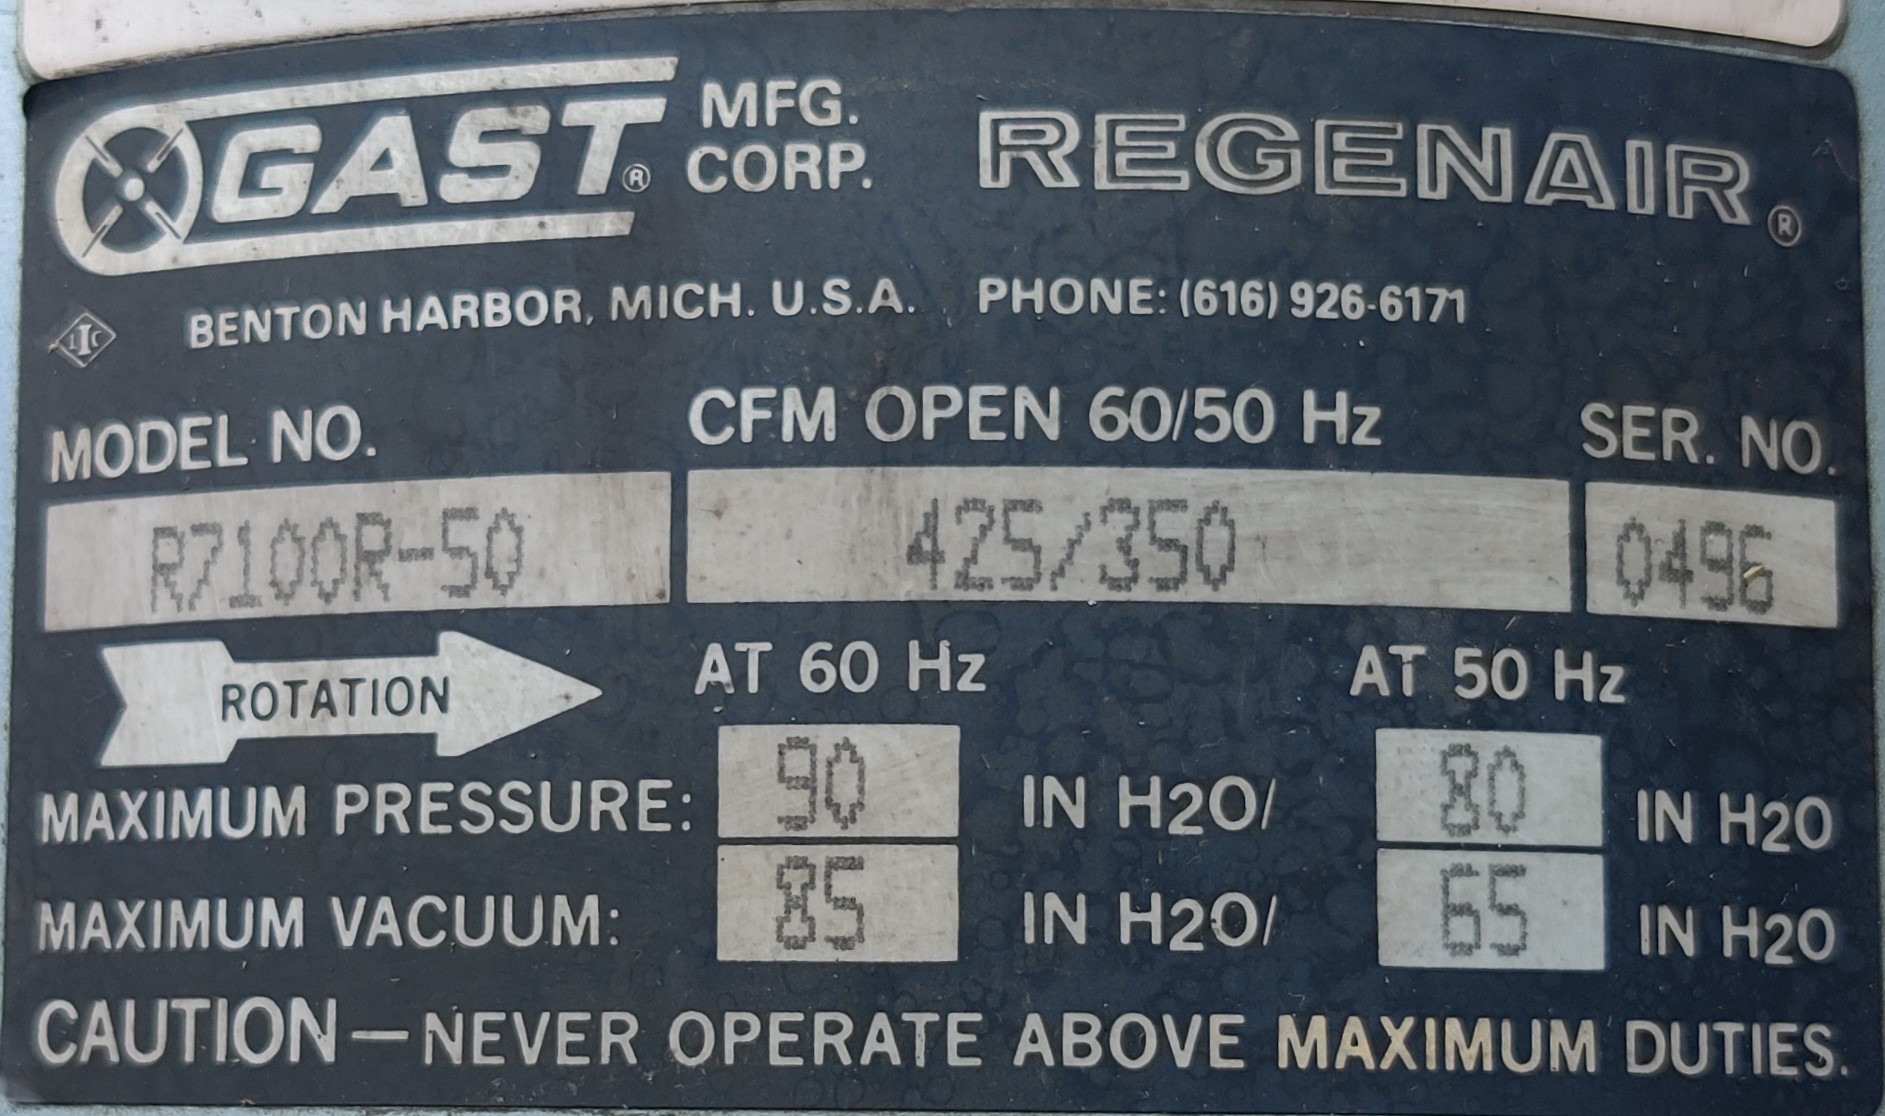 GAST® MFG. CORP. REGENAIR®
BENTON HARBOR, MICH. U.S.A. PHONE: (616) 926-6171
MODEL NO. CFM OPEN 60/50 Hz SER. NO.
R7100R-50 425/350 0496
ROTATION AT 60 Hz AT 50 Hz
MAXIMUM PRESSURE: 90 IN H2O/ 80 IN H2O
MAXIMUM VACUUM: 85 IN H2O/ 65 IN H2O
CAUTION—NEVER OPERATE ABOVE MAXIMUM DUTIES.